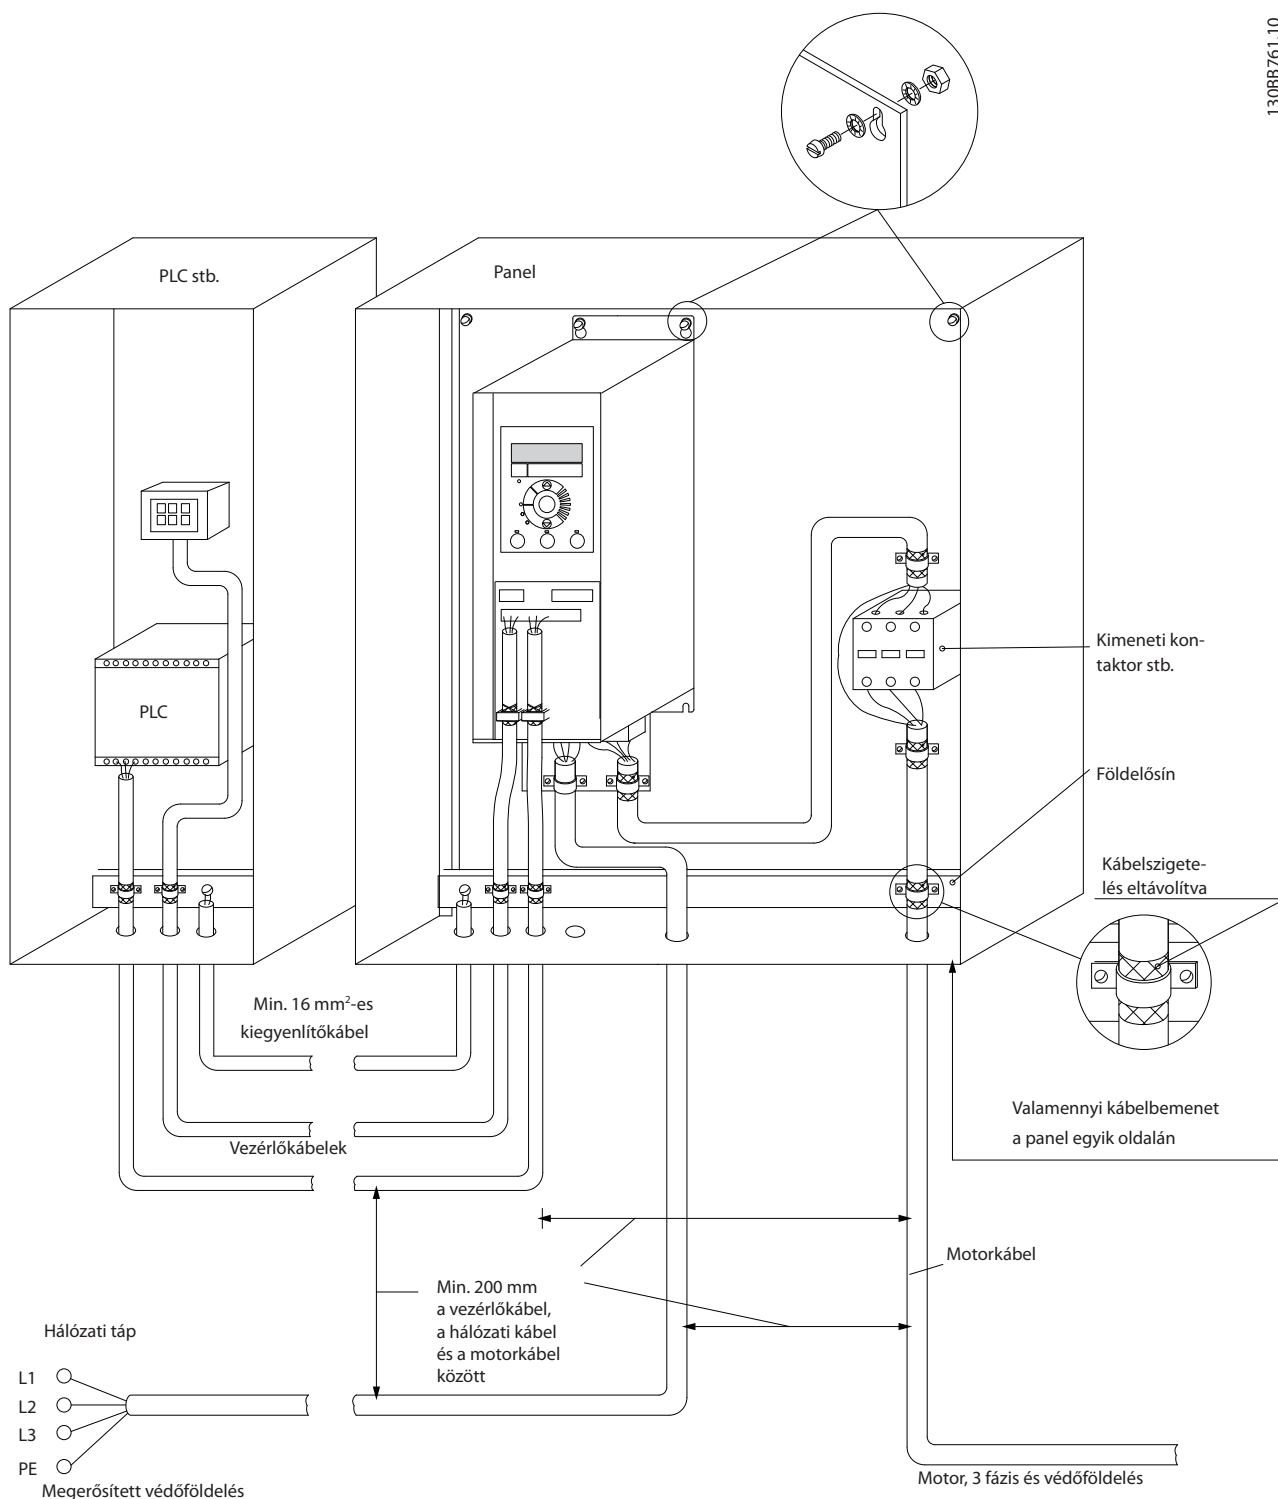 130BB761.10
PLC stb.
Panel
PLC
Kimeneti kon-
taktor stb.
Földelősín
Kábelszigete-
lés eltávolítva
Min. 16 mm²-es
kiegyenlítőkábel
Vezérlőkábelek
Valamennyi kábelbemenet
a panel egyik oldalán
Motorkábel
Min. 200 mm
a vezérlőkábel,
a hálózati kábel
és a motorkábel
között
Hálózati táp
L1
L2
L3
PE
Megerősített védőföldelés
Motor, 3 fázis és védőföldelés